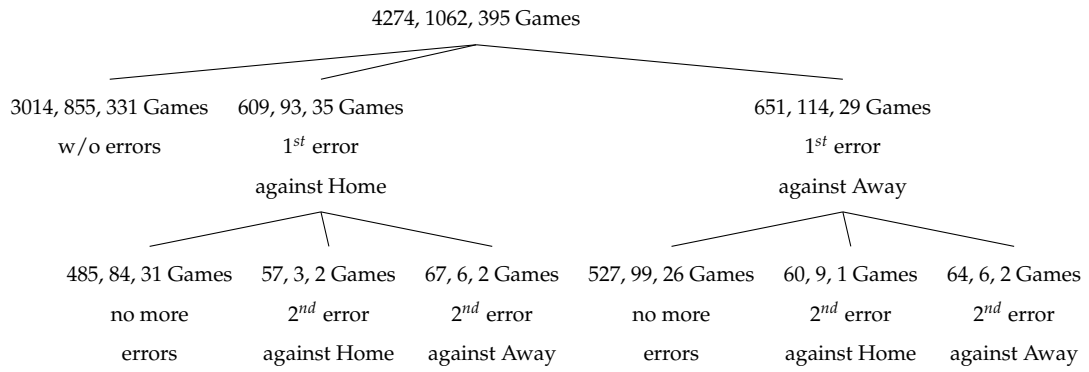 4274, 1062, 395 Games
3014, 855, 331 Games
w/o errors
609, 93, 35 Games
1st error
against Home
651, 114, 29 Games
1st error
against Away
485, 84, 31 Games
no more
errors
57, 3, 2 Games
2nd error
against Home
67, 6, 2 Games
2nd error
against Away
527, 99, 26 Games
no more
errors
60, 9, 1 Games
2nd error
against Home
64, 6, 2 Games
2nd error
against Away